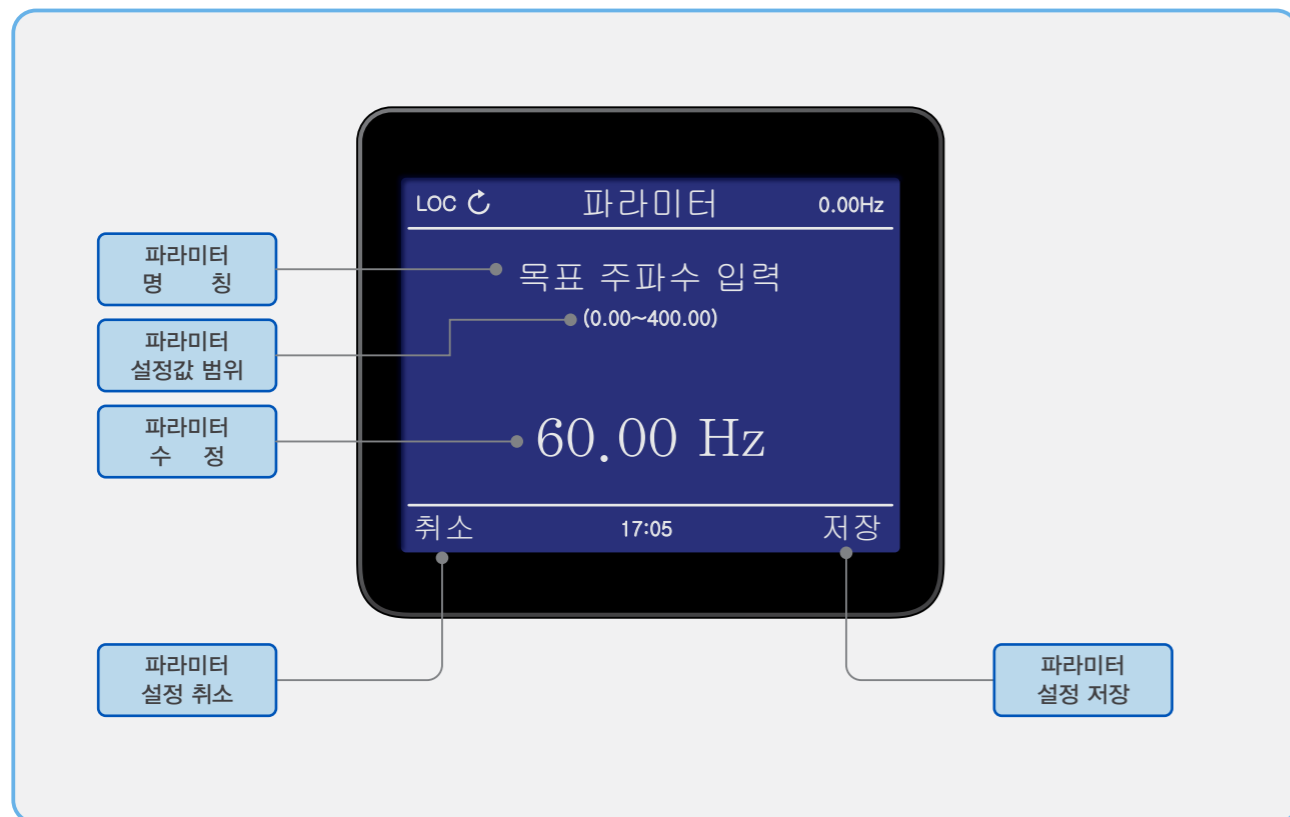 LOC 파라미터 0.00Hz
파라미터
명 칭
목표 주파수 입력
(0.00~400.00)
파라미터
설정값 범위
파라미터
수 정
60.00 Hz
취소 17:05 저장
파라미터
설정 취소
파라미터
설정 저장